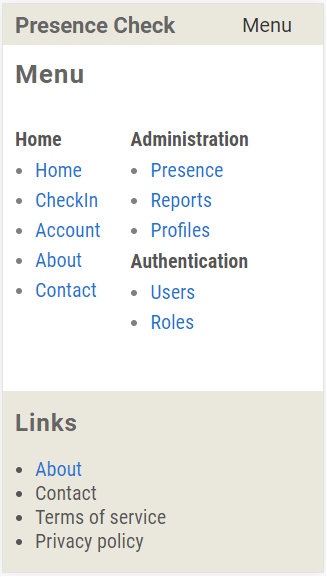 Presence Check
Menu
Menu
Home
Home
CheckIn
Account
About
Contact
Administration
Presence
Reports
Profiles
Authentication
Users
Roles
Links
About
Contact
Terms of service
Privacy policy